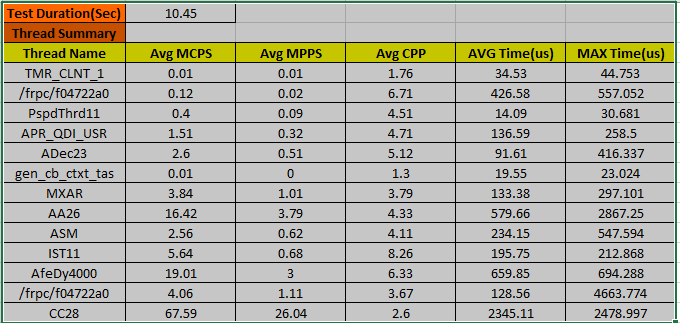 Test Duration(Sec) 10.45
Thread Summary
Thread Name Avg MCPS Avg MPPS Avg CPP AVG Time(us) MAX Time(us)
TMR_CLNT_1 0.01 0.01 1.76 34.53 44.753
/frpc/f04722a0 0.12 0.02 6.71 426.58 557.052
PspdThrd11 0.4 0.09 4.51 14.09 30.681
APR_QDI_USR 1.51 0.32 4.71 136.59 258.5
ADec23 2.6 0.51 5.12 91.61 416.337
gen_cb_ctxt_tas 0.01 0 1.3 19.55 23.024
MXAR 3.84 1.01 3.79 133.38 297.101
AA26 16.42 3.79 4.33 579.66 2867.25
ASM 2.56 0.62 4.11 234.15 547.594
IST11 5.64 0.68 8.26 195.75 212.868
AfeDy4000 19.01 3 6.33 659.85 694.288
/frpc/f04722a0 4.06 1.11 3.67 128.56 4663.774
CC28 67.59 26.04 2.6 2345.11 2478.997